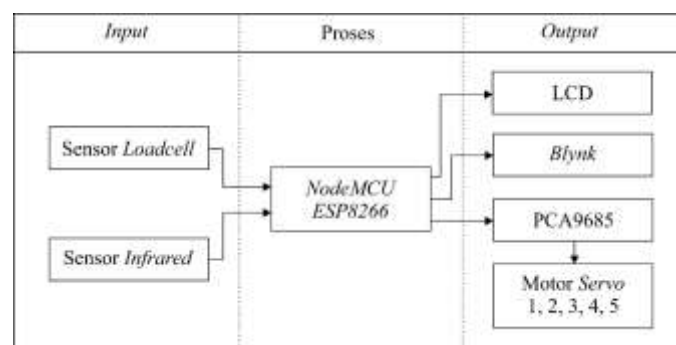 Input
Proses
Output
Sensor Loadcell
Sensor Infrared
NodeMCU
ESP8266
LCD
Blynk
PCA9685
Motor Servo
1, 2, 3, 4, 5